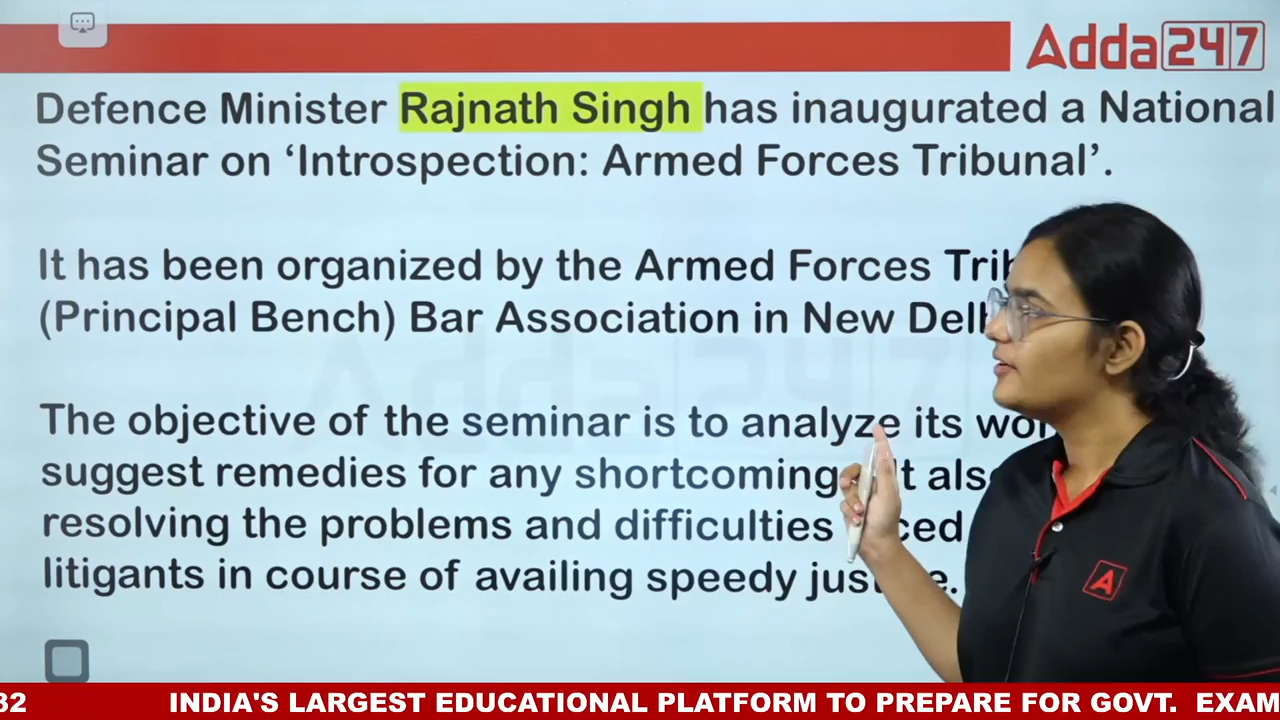 Adda247
Defence Minister Rajnath Singh has inaugurated a National
Seminar on ‘Introspection: Armed Forces Tribunal’.
It has been organized by the Armed Forces
(Principal Bench) Bar Association in New
The objective of the seminar is to analyze its
suggest remedies for any shortcoming
resolving the problems and difficulties
litigants in course of availing speedy
INDIA'S LARGEST EDUCATIONAL PLATFORM TO PREPARE FOR GOVT. EXAM